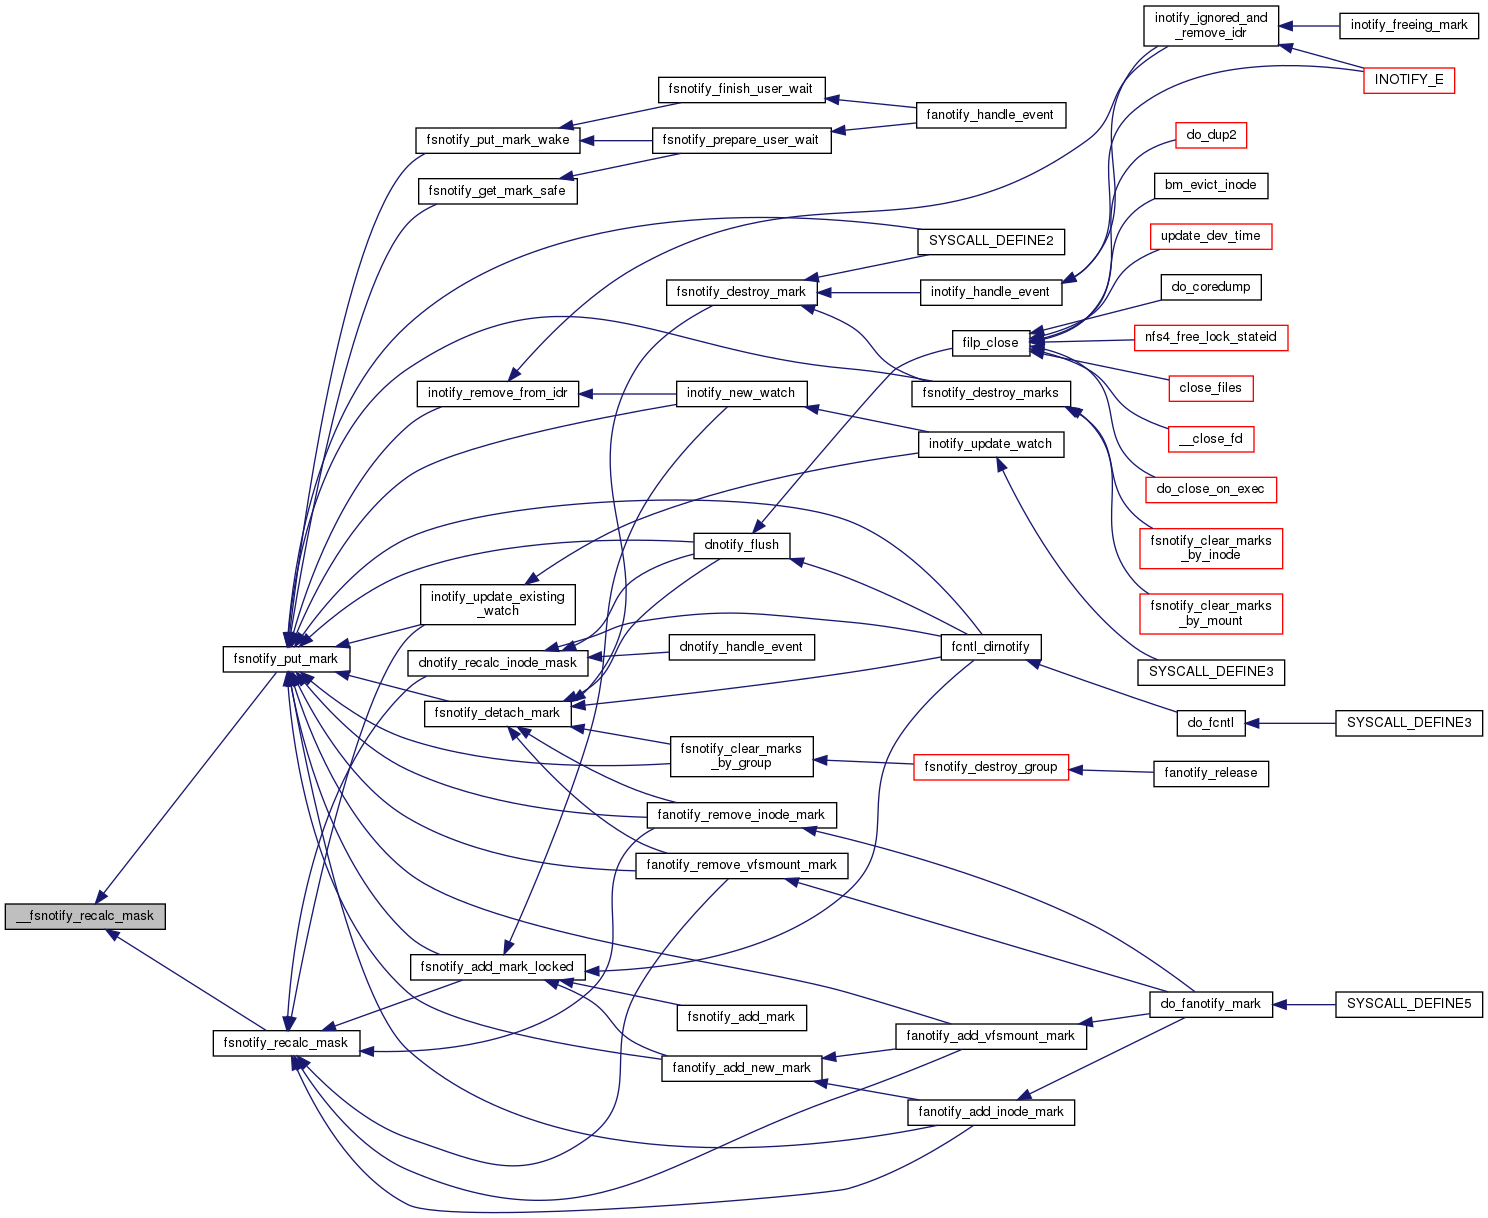 inotify_ignored_and
_remove_idr
inotify_freeing_mark
INOTIFY_E
fsnotify_finish_user_wait
fanotify_handle_event
fsnotify_put_mark_wake
fsnotify_prepare_user_wait
do_dup2
fsnotify_get_mark_safe
bm_evict_inode
SYSCALL_DEFINE2
update_dev_time
fsnotify_destroy_mark
inotify_handle_event
do_coredump
filp_close
nfs4_free_lock_stateid
inotify_remove_from_idr
inotify_new_watch
fsnotify_destroy_marks
close_files
inotify_update_watch
__close_fd
do_close_on_exec
dnotify_flush
fsnotify_clear_marks
_by_inode
inotify_update_existing
_watch
fsnotify_clear_marks
_by_mount
fsnotify_put_mark
dnotify_recalc_inode_mask
dnotify_handle_event
fcntl_dirnotify
SYSCALL_DEFINE3
fsnotify_detach_mark
do_fcntl
SYSCALL_DEFINE3
fsnotify_clear_marks
_by_group
fsnotify_destroy_group
fanotify_release
fanotify_remove_inode_mark
fanotify_remove_vfsmount_mark
__fsnotify_recalc_mask
fsnotify_add_mark_locked
fsnotify_add_mark
do_fanotify_mark
SYSCALL_DEFINE5
fsnotify_recalc_mask
fanotify_add_vfsmount_mark
fanotify_add_new_mark
fanotify_add_inode_mark